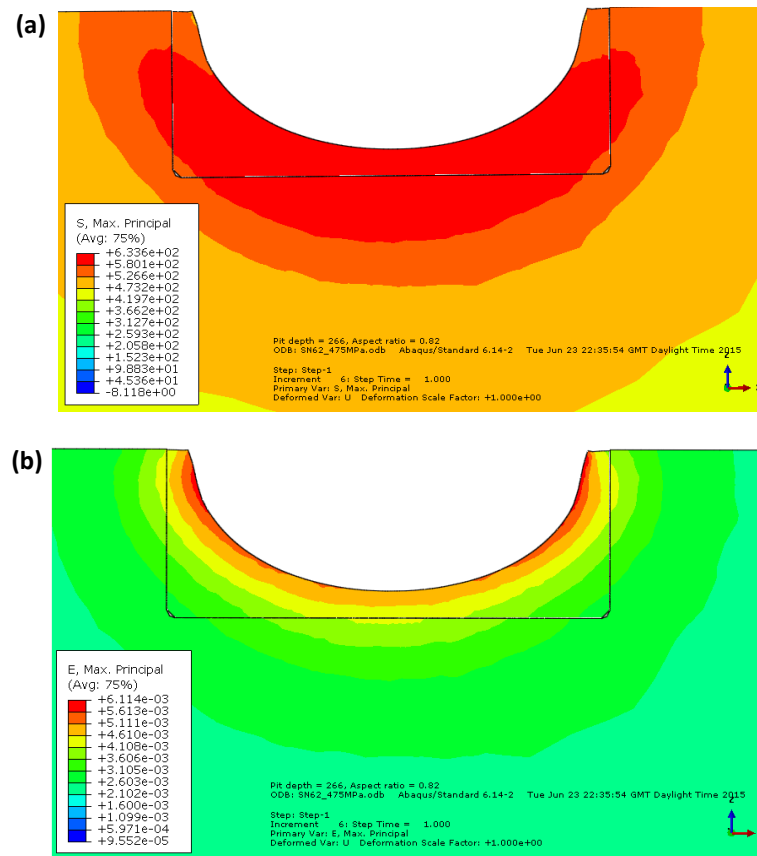 (a)
S, Max. Principal
(Avg: 75%)
+6.336e+02
+5.801e+02
+5.266e+02
+4.732e+02
+4.197e+02
+3.662e+02
+3.127e+02
+2.593e+02
+2.058e+02
+1.523e+02
+9.883e+01
+4.536e+01
-8.118e+00
Pit depth = 266, Aspect ratio = 0.82
ODB: SN62_475MPa.odb Abaqus/Standard 6.14-2 Tue Jun 23 22:35:54 GMT Daylight Time 2015
Step: Step-1
Increment 6: Step Time = 1.000
Primary Var: S, Max. Principal
Deformed Var: U Deformation Scale Factor: +1.000e+00
(b)
E, Max. Principal
(Avg: 75%)
+6.114e-03
+5.613e-03
+5.111e-03
+4.610e-03
+4.108e-03
+3.606e-03
+3.105e-03
+2.603e-03
+2.102e-03
+1.600e-03
+1.099e-03
+5.971e-04
+9.552e-05
Pit depth = 266, Aspect ratio = 0.82
ODB: SN62_475MPa.odb Abaqus/Standard 6.14-2 Tue Jun 23 22:35:54 GMT Daylight Time 2015
Step: Step-1
Increment 6: Step Time = 1.000
Primary Var: E, Max. Principal
Deformed Var: U Deformation Scale Factor: +1.000e+00